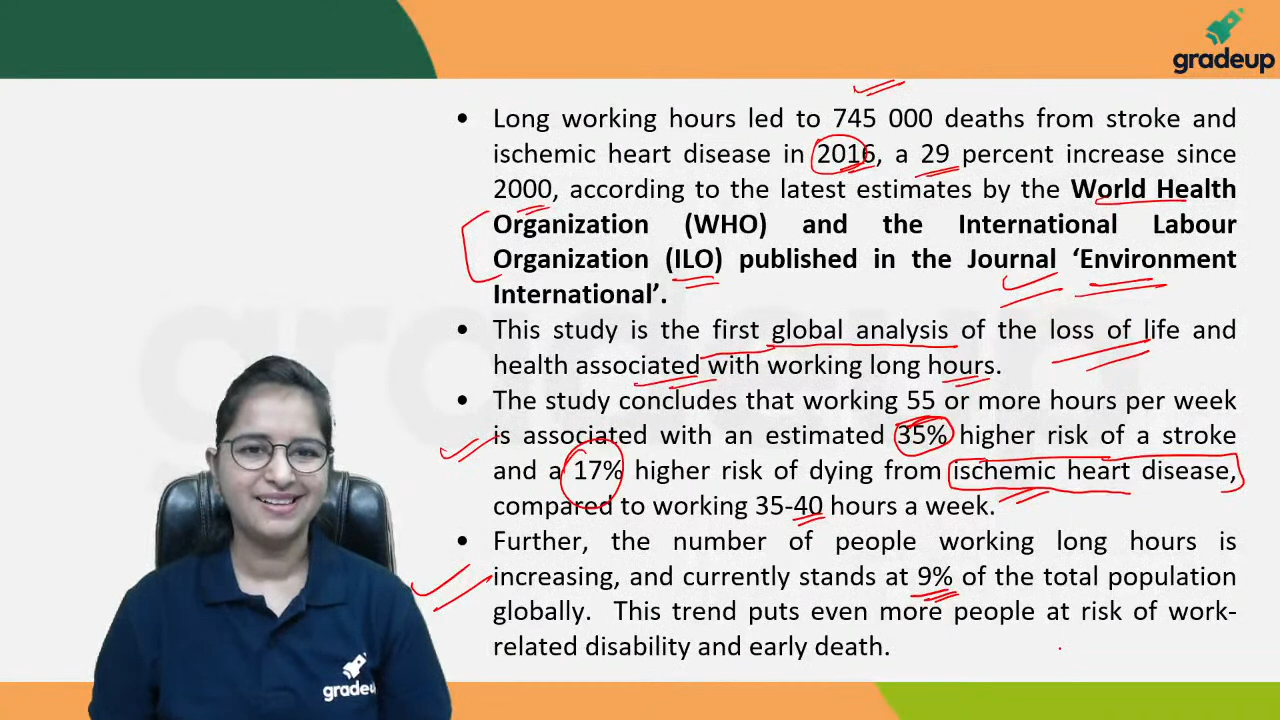 gradeup
• Long working hours led to 745 000 deaths from stroke and
ischemic heart disease in 2016, a 29 percent increase since
2000, according to the latest estimates by the World Health
Organization (WHO) and the International Labour
Organization (ILO) published in the Journal ‘Environment
International’.
• This study is the first global analysis of the loss of life and
health associated with working long hours.
• The study concludes that working 55 or more hours per week
is associated with an estimated 35% higher risk of a stroke
and a 17% higher risk of dying from ischemic heart disease,
compared to working 35-40 hours a week.
• Further, the number of people working long hours is
increasing, and currently stands at 9% of the total population
globally. This trend puts even more people at risk of work-
related disability and early death.
gradeup